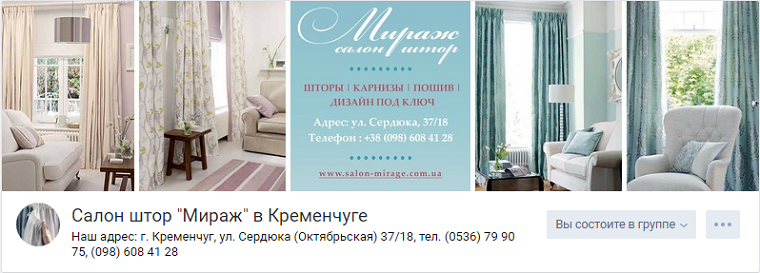 Мираж
салон штор
ШТОРЫ | КАРНИЗЫ | ПОШИВ |
ДИЗАЙН ПОД КЛЮЧ
Адрес: ул. Сердюка, 37/18
Телефон : +38 (098) 608 41 28
www.salon-mirage.com.ua
Салон штор "Мираж" в Кременчуге
Наш адрес: г. Кременчуг, ул. Сердюка (Октябрьская) 37/18, тел. (0536) 79 90
75, (098) 608 41 28
Вы состоите в группе